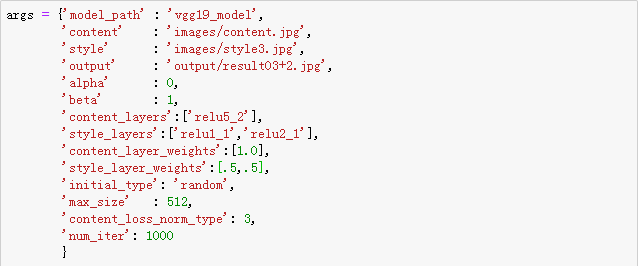 args = {'model_path' : 'vgg19_model',
'content' : 'images/content.jpg',
'style' : 'images/style3.jpg',
'output' : 'output/result03+2.jpg',
'alpha' : 0,
'beta' : 1,
'content_layers':['relu5_2'],
'style_layers':['relu1_1','relu2_1'],
'content_layer_weights':[1.0],
'style_layer_weights':[.5,.5],
'initial_type': 'random',
'max_size' : 512,
'content_loss_norm_type': 3,
'num_iter': 1000
}